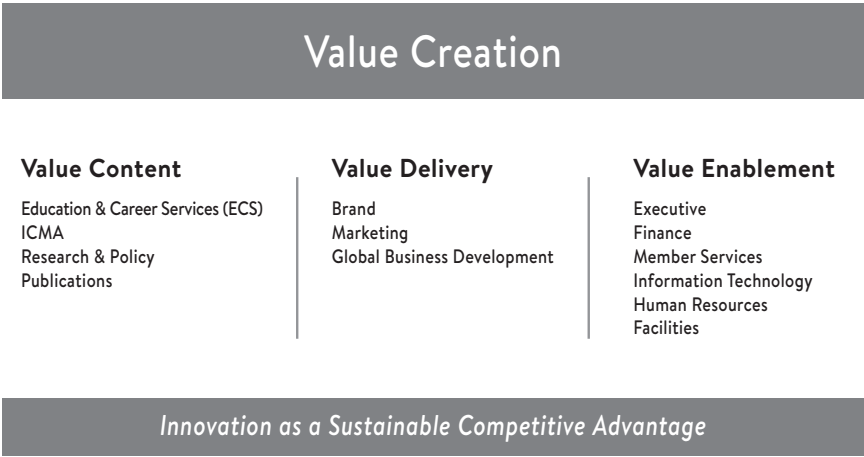 Value Creation
Value Content
Education & Career Services (ECS)
ICMA
Research & Policy
Publications
Value Delivery
Brand
Marketing
Global Business Development
Value Enablement
Executive
Finance
Member Services
Information Technology
Human Resources
Facilities
Innovation as a Sustainable Competitive Advantage